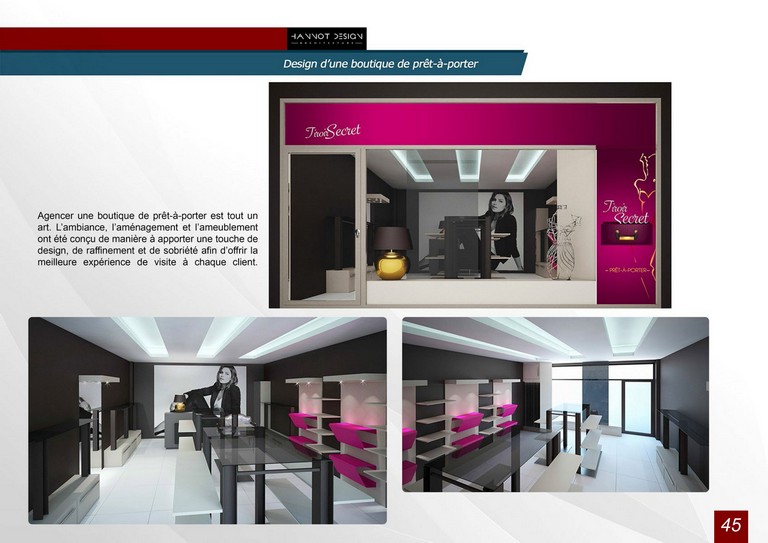 HANNOT DESIGN
ARCHITECTURE
Design d'une boutique de prêt-à-porter
Tiroir Secret
Agencer une boutique de prêt-à-porter est tout un
art. L'ambiance, l'aménagement et l'ameublement
ont été conçu de manière à apporter une touche de
design, de raffinement et de sobriété afin d'offrir la
meilleure expérience de visite à chaque client.
Tiroir
Secret
– PRÊT-À-PORTER –
45